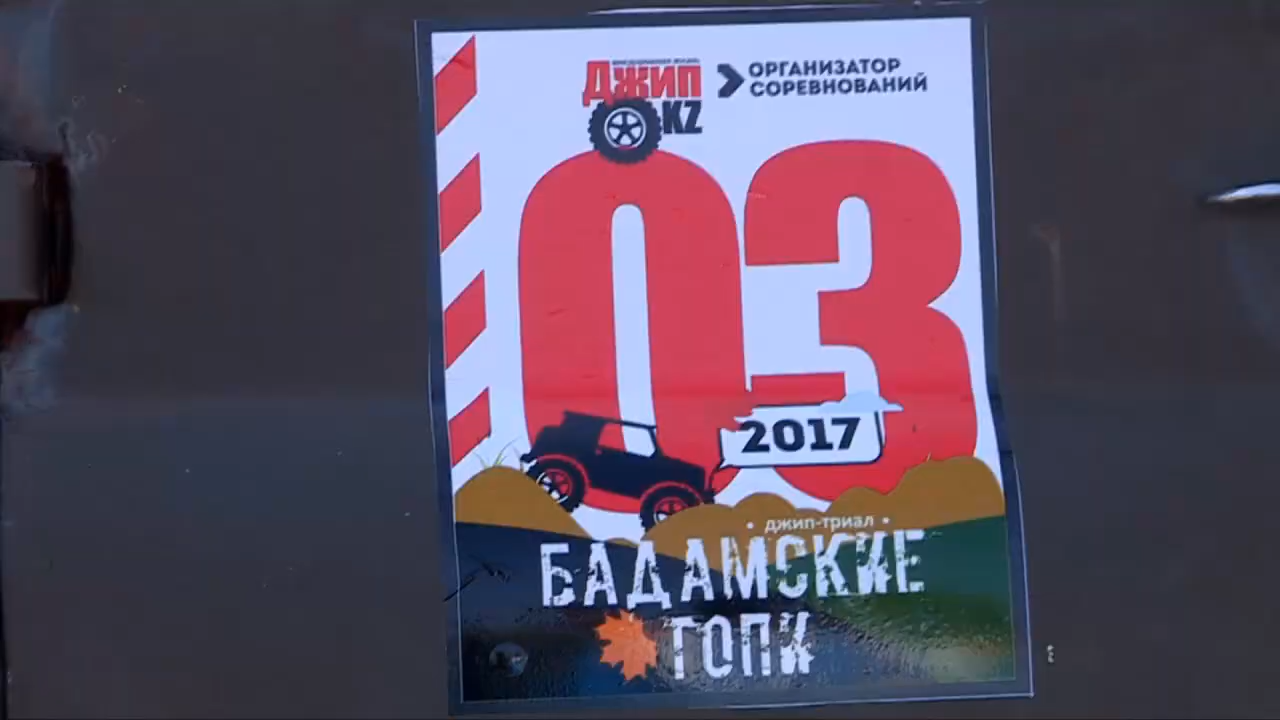 Джип
KZ
ОРГАНИЗАТОР
СОРЕВНОВАНИЙ
03
2017
• джип-триал •
БАДАМСКИЕ
ТОПИ